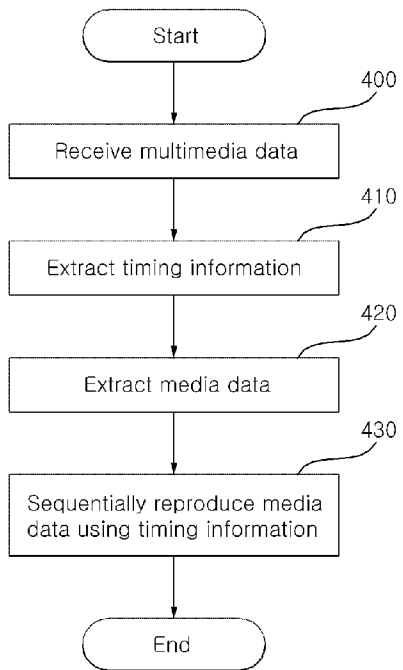 Start
400
Receive multimedia data
410
Extract timing information
420
Extract media data
430
Sequentially reproduce media
data using timing information
End